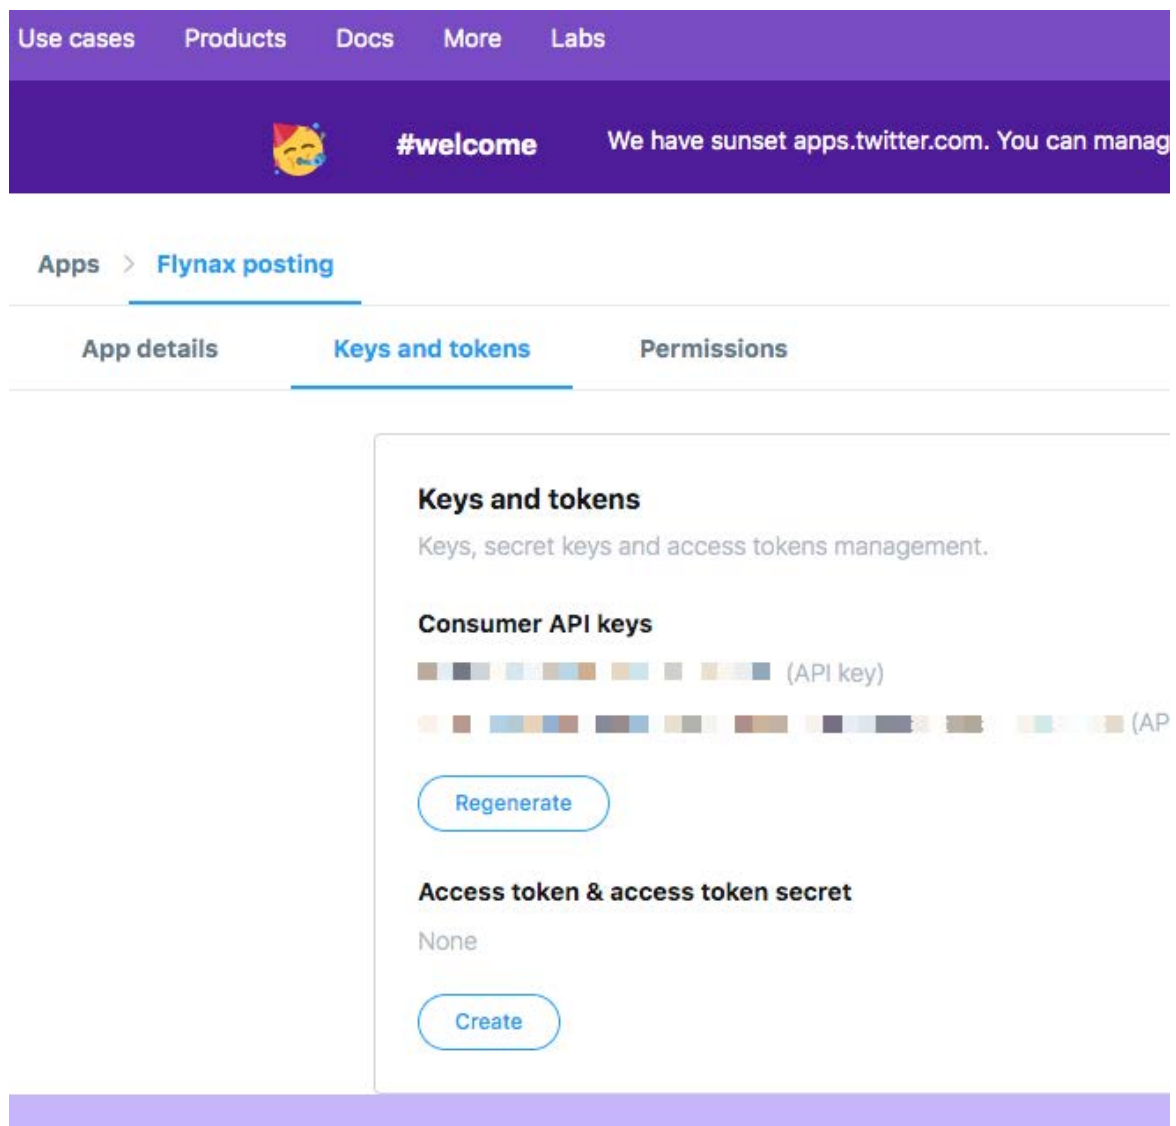 Use cases Products Docs More Labs
#welcome We have sunset apps.twitter.com. You can manag
Apps > Flynax posting
App details Keys and tokens Permissions
Keys and tokens
Keys, secret keys and access tokens management.
Consumer API keys
(API key)
(AP
Regenerate
Access token & access token secret
None
Create